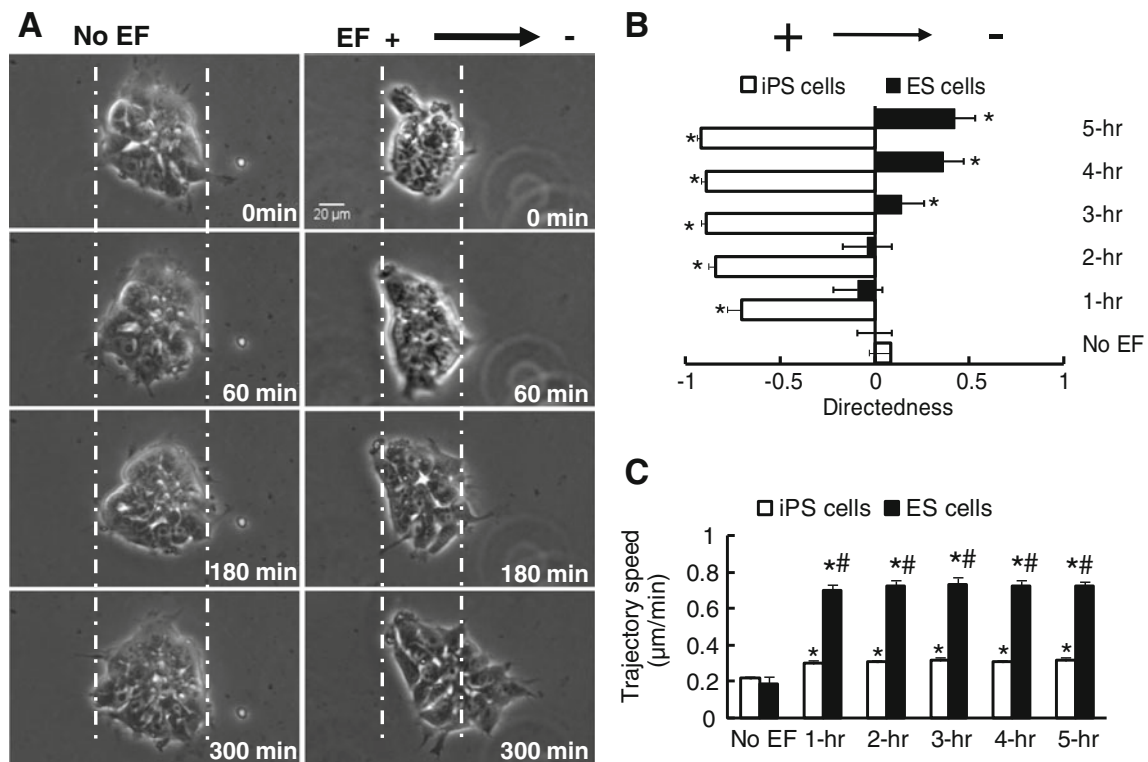 A
No EF
EF + -
0min
20 µm
0 min
60 min
60 min
180 min
180 min
300 min
300 min
B
+ -
iPS cells ES cells
* * 5-hr
* * 4-hr
* * 3-hr
* 2-hr
* 1-hr
No EF
-1 -0.5 0 0.5 1
Directedness
C
iPS cells ES cells
Trajectory speed
(µm/min)
1
0.8
0.6
0.4
0.2
0
*# *# *# *# *#
* * * * *
No EF 1-hr 2-hr 3-hr 4-hr 5-hr